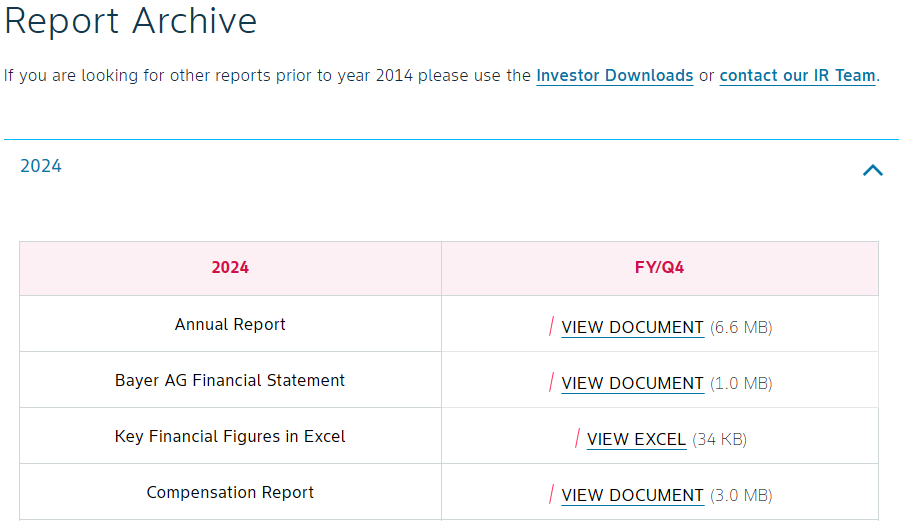 Report Archive
If you are looking for other reports prior to year 2014 please use the Investor Downloads or contact our IR Team.
2024
2024 FY/Q4
Annual Report / VIEW DOCUMENT (6.6 MB)
Bayer AG Financial Statement / VIEW DOCUMENT (1.0 MB)
Key Financial Figures in Excel / VIEW EXCEL (34 KB)
Compensation Report / VIEW DOCUMENT (3.0 MB)